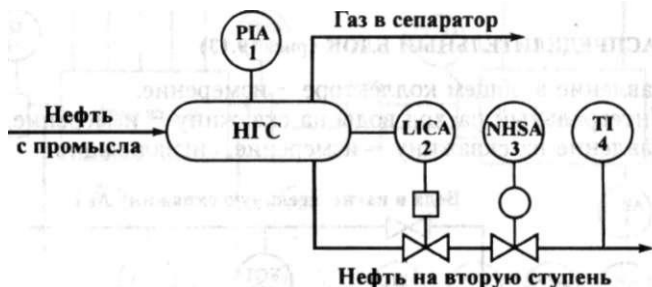 PIA
1
Газ в сепаратор
Нефть
с промысла
НГС
LICA
2
NHSA
3
TI
4
Нефть на вторую ступень